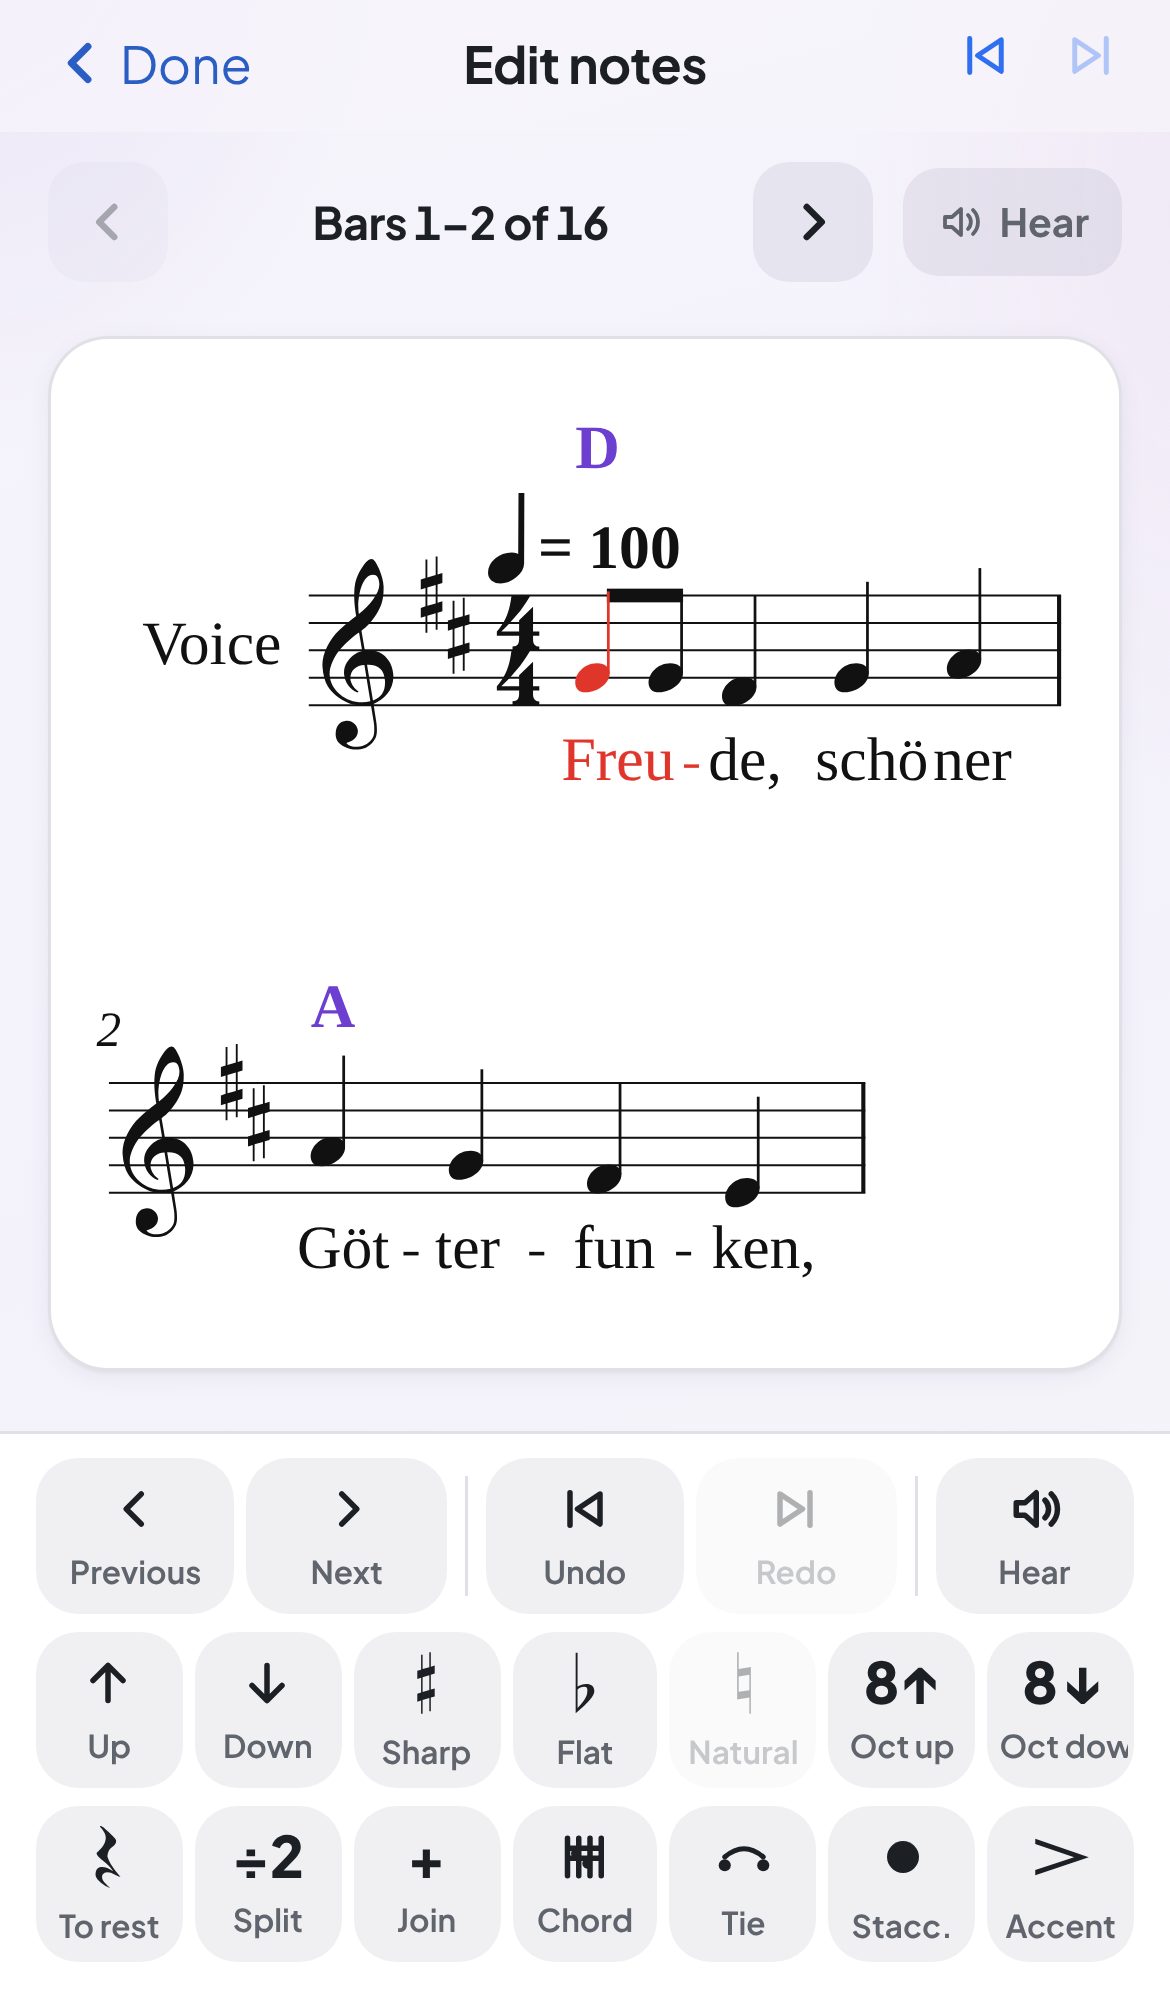 Done Edit notes
Bars 1–2 of 16 Hear
D
= 100
Voice
4
4
Freu - de, schöner
2
A
Göt - ter - fun - ken,
Previous Next Undo Redo Hear
Up Down Sharp Flat Natural 8 Oct up 8 Oct dow
To rest ÷2 Split + Join Chord Tie Stacc. Accent